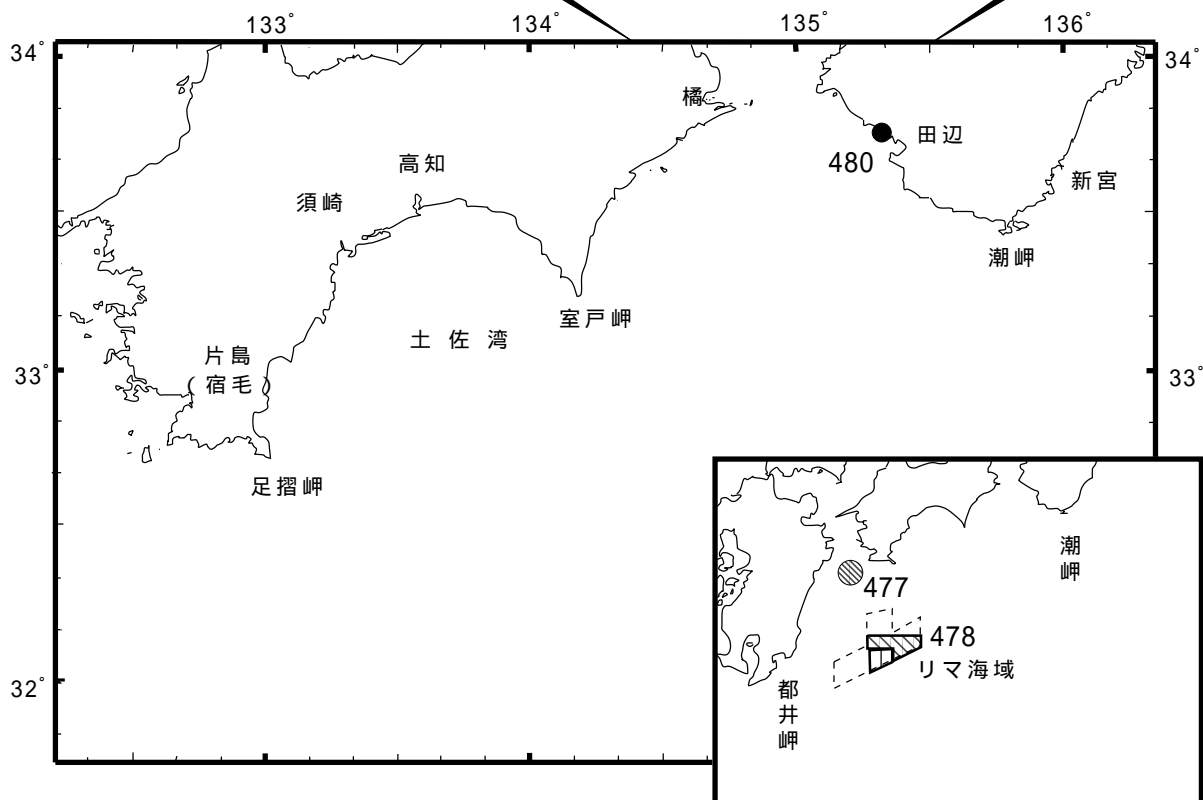 133°
134°
135°
136°
34°
34°
橘
480
田辺
高知
新宮
須崎
潮岬
室戸岬
土佐湾
片島
(宿毛)
33°
33°
足摺岬
潮岬
477
478
リマ海域
32°
都井岬